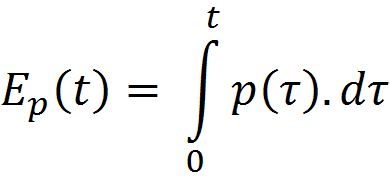 E_p(t) = ∫_0^t p(τ).dτ